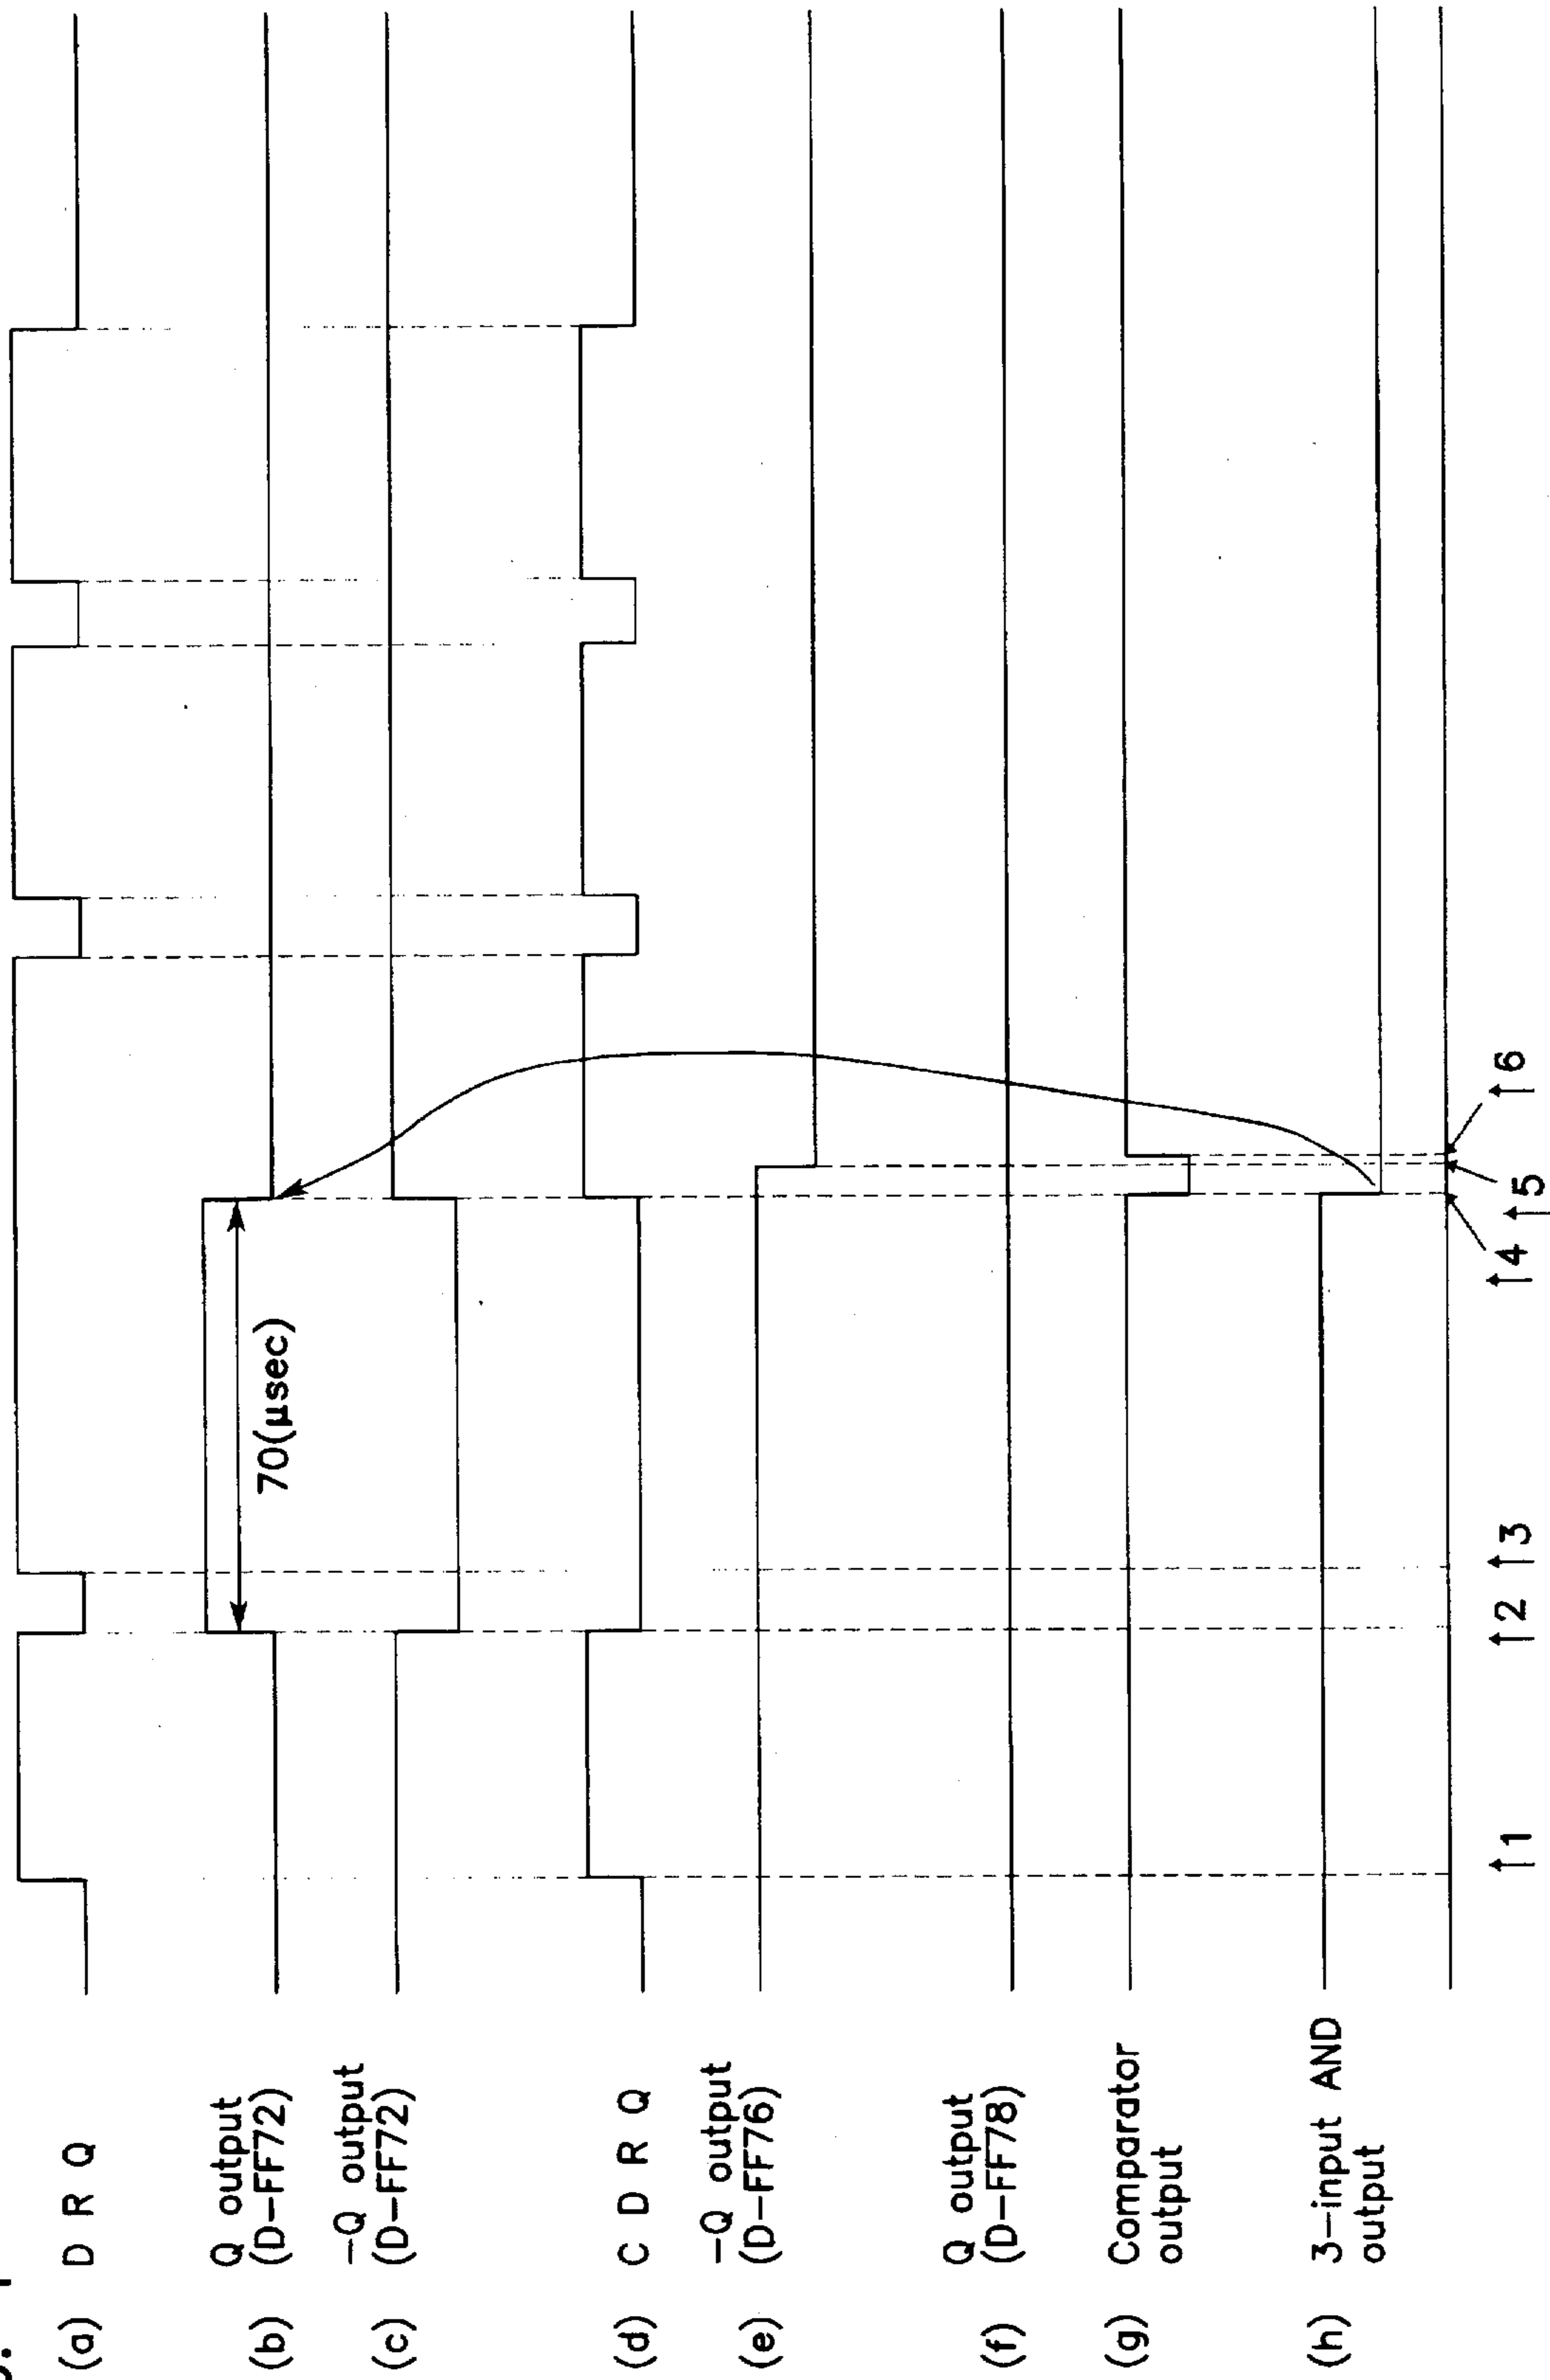 (a) D R Q
(b) Q output
(D-FF72)
(c) -Q output
(D-FF72)
(d) C D R Q
(e) -Q output
(D-FF76)
(f) Q output
(D-FF78)
(g) Comparator
output
(h) 3-input AND
output
70(μsec)
↑1
↑2
↑3
↑4
↑5
↑6